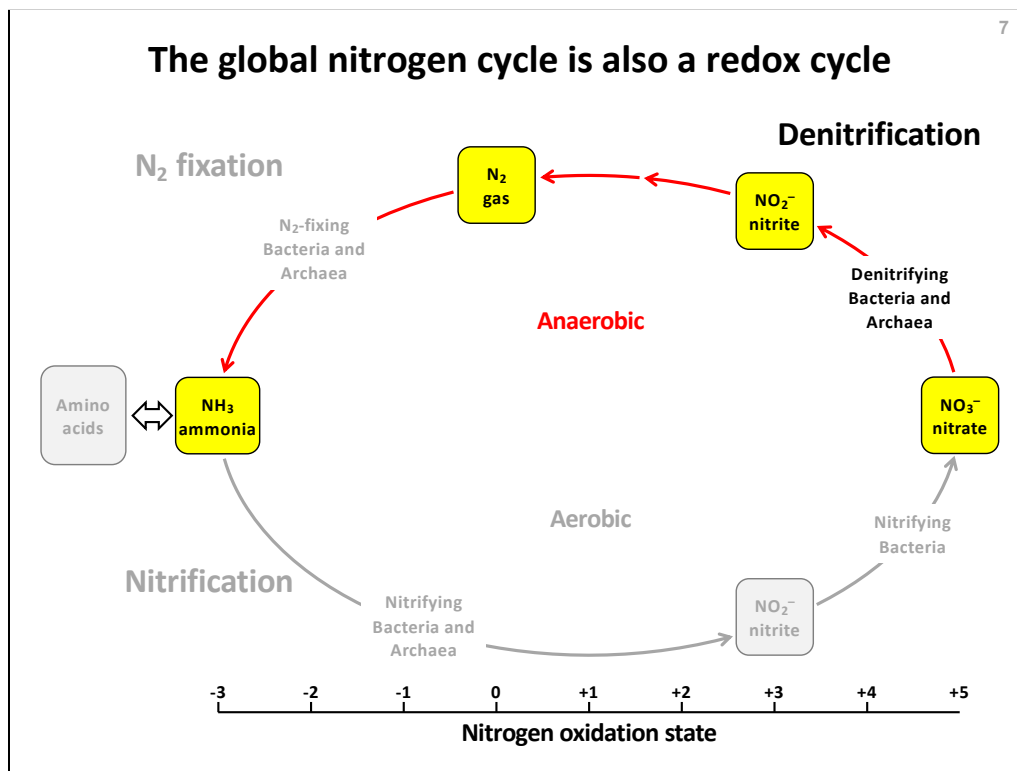 7
The global nitrogen cycle is also a redox cycle
Denitrification
N₂ fixation
N₂
gas
NO₂⁻
nitrite
N₂-fixing
Bacteria and
Archaea
Denitrifying
Bacteria and
Archaea
Anaerobic
Amino
acids
NH₃
ammonia
NO₃⁻
nitrate
Aerobic
Nitrifying
Bacteria
Nitrification
Nitrifying
Bacteria and
Archaea
NO₂⁻
nitrite
-3 -2 -1 0 +1 +2 +3 +4 +5
Nitrogen oxidation state